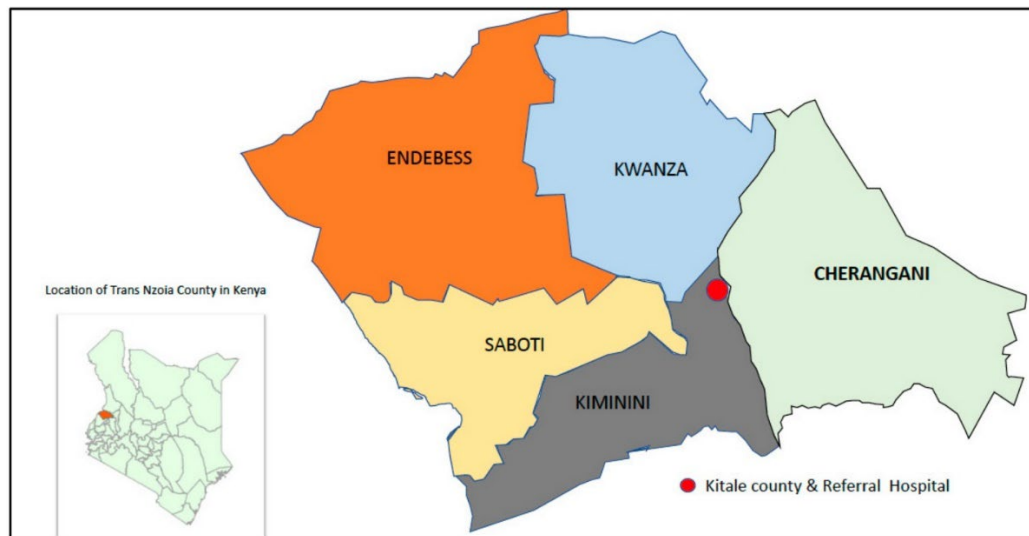 ENDEBESS
KWANZA
CHERANGANI
Location of Trans Nzoia County in Kenya
SABOTI
KIMININI
Kitale county & Referral Hospital